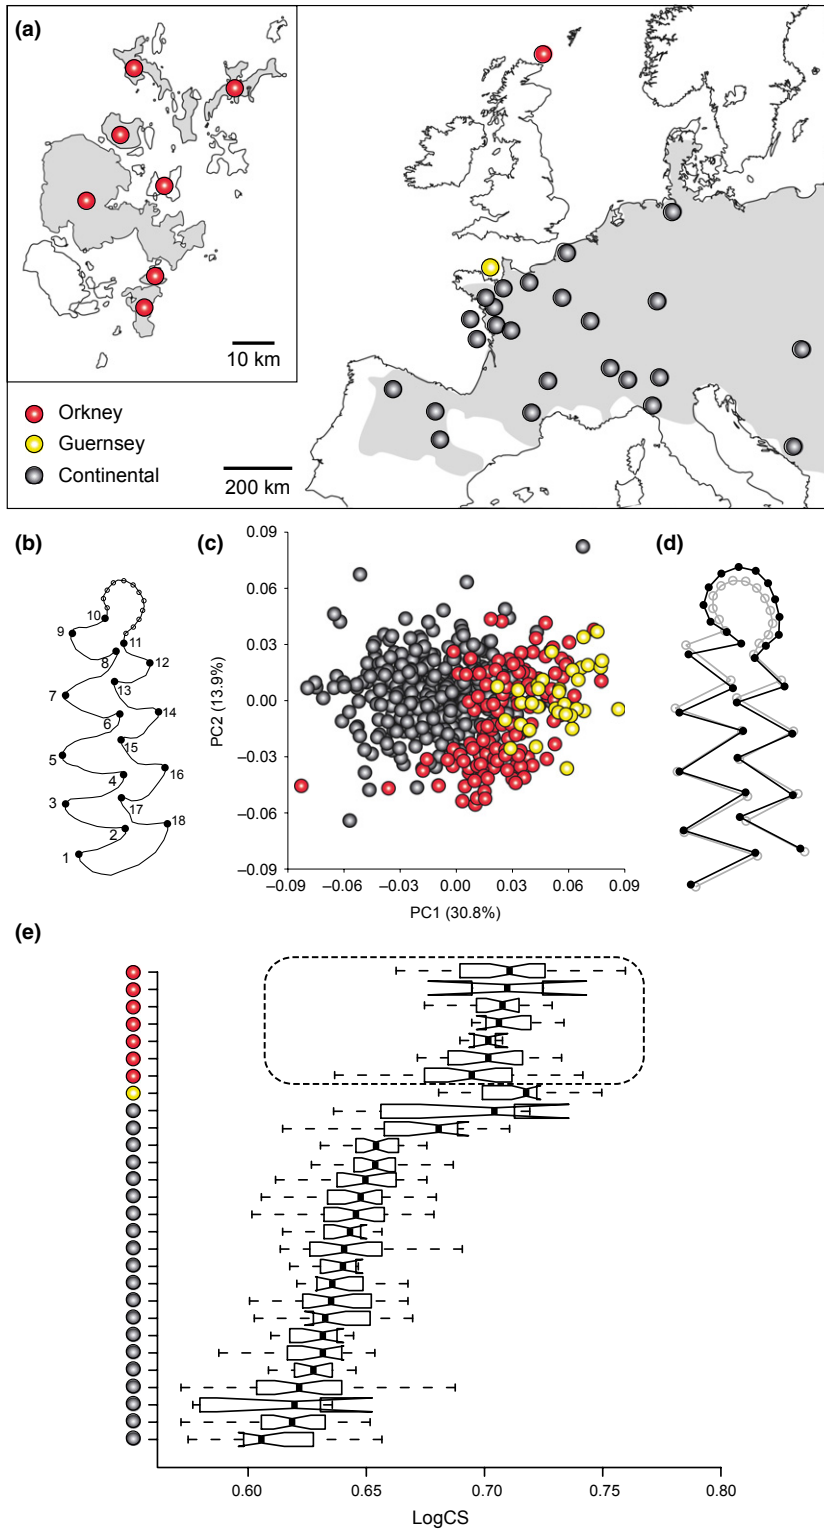 (a)
10 km
Orkney
Guernsey
Continental
200 km
(b)
10
9
11
8
12
13
7
6
14
15
5
4
16
3
17
2
18
1
(c)
0.09
0.06
0.03
0.00
–0.03
–0.06
–0.09
PC2 (13.9%)
–0.09
–0.06
–0.03
0.00
0.03
0.06
0.09
PC1 (30.8%)
(d)
(e)
0.60
0.65
0.70
0.75
0.80
LogCS